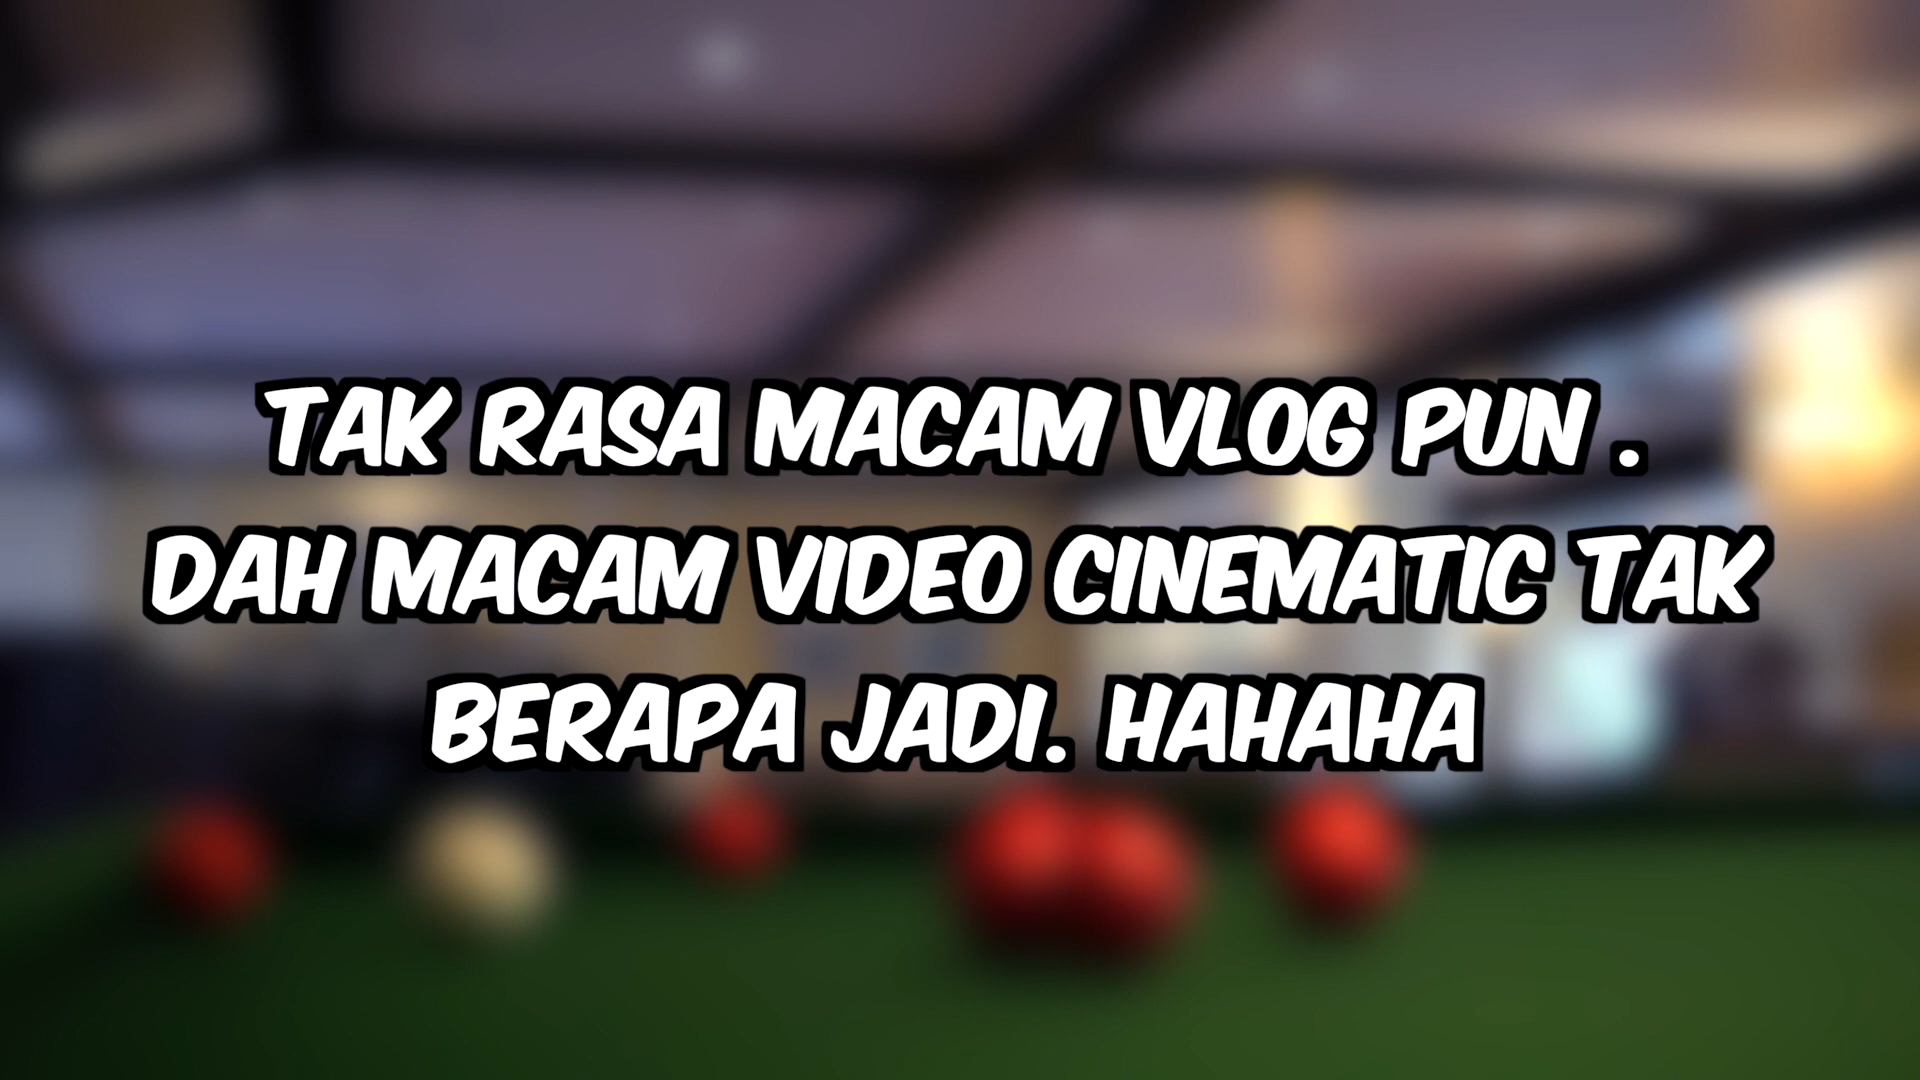 TAK RASA MACAM VLOG PUN .
DAH MACAM VIDEO CINEMATIC TAK
BERAPA JADI. HAHAHA